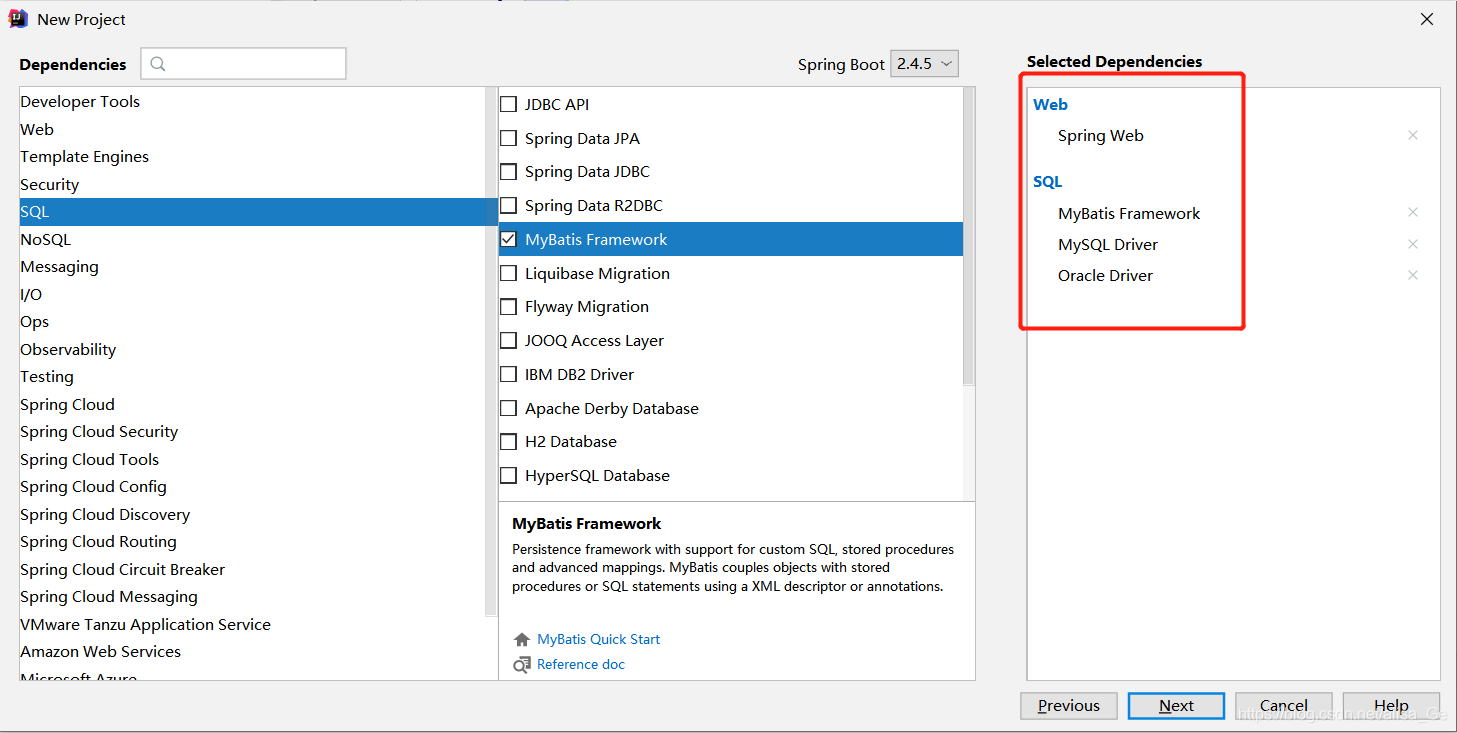 New Project
Dependencies
Spring Boot 2.4.5
Selected Dependencies
Developer Tools
Web
Template Engines
Security
SQL
NoSQL
Messaging
I/O
Ops
Observability
Testing
Spring Cloud
Spring Cloud Security
Spring Cloud Tools
Spring Cloud Config
Spring Cloud Discovery
Spring Cloud Routing
Spring Cloud Circuit Breaker
Spring Cloud Messaging
VMware Tanzu Application Service
Amazon Web Services
Microsoft Azure
JDBC API
Spring Data JPA
Spring Data JDBC
Spring Data R2DBC
MyBatis Framework
Liquibase Migration
Flyway Migration
JOOQ Access Layer
IBM DB2 Driver
Apache Derby Database
H2 Database
HyperSQL Database
MyBatis Framework
Persistence framework with support for custom SQL, stored procedures
and advanced mappings. MyBatis couples objects with stored
procedures or SQL statements using a XML descriptor or annotations.
MyBatis Quick Start
Reference doc
Web
Spring Web
SQL
MyBatis Framework
MySQL Driver
Oracle Driver
Previous
Next
Cancel
Help